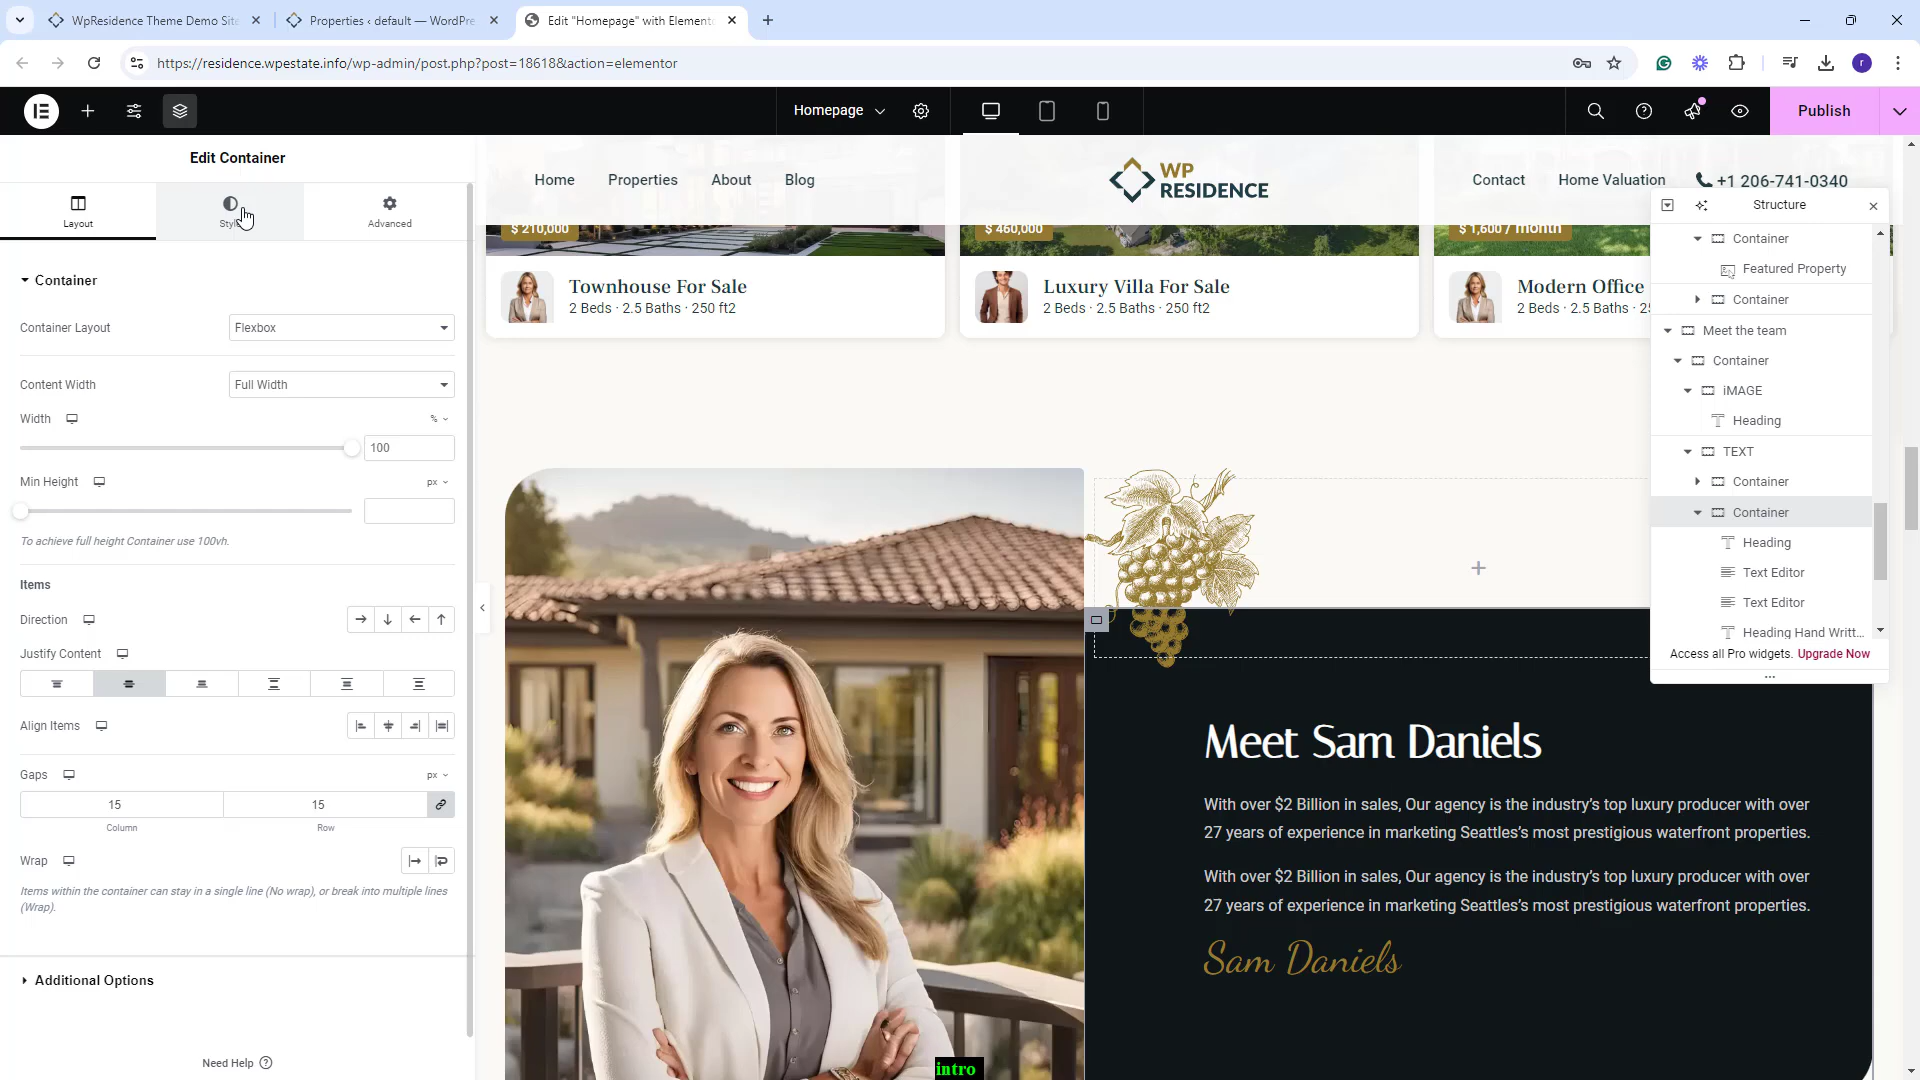 WpResidence Theme Demo Site
Properties ‹ default — WordPre
Edit "Homepage" with Elemento
https://residence.wpestate.info/wp-admin/post.php?post=18618&action=elementor
r
Homepage
Publish
Edit Container
Layout
Style
Advanced
Container
Container Layout
Flexbox
Content Width
Full Width
Width
%
100
Min Height
px
To achieve full height Container use 100vh.
Items
Direction
Justify Content
Align Items
Gaps
px
15
15
Column
Row
Wrap
Items within the container can stay in a single line (No wrap), or break into multiple lines
(Wrap).
Additional Options
Need Help
Home
Properties
About
Blog
WP
RESIDENCE
Contact
Home Valuation
+1 206-741-0340
$ 210,000
$ 460,000
$ 1,600 / month
Townhouse For Sale
2 Beds · 2.5 Baths · 250 ft2
Luxury Villa For Sale
2 Beds · 2.5 Baths · 250 ft2
Modern Office
2 Beds · 2.5 Baths · 25
Structure
Container
Featured Property
Container
Meet the team
Container
iMAGE
Heading
TEXT
Container
Container
Heading
Text Editor
Text Editor
Heading Hand Writt...
Access all Pro widgets. Upgrade Now
Meet Sam Daniels
With over $2 Billion in sales, Our agency is the industry's top luxury producer with over
27 years of experience in marketing Seattles's most prestigious waterfront properties.
With over $2 Billion in sales, Our agency is the industry's top luxury producer with over
27 years of experience in marketing Seattles's most prestigious waterfront properties.
Sam Daniels
intro